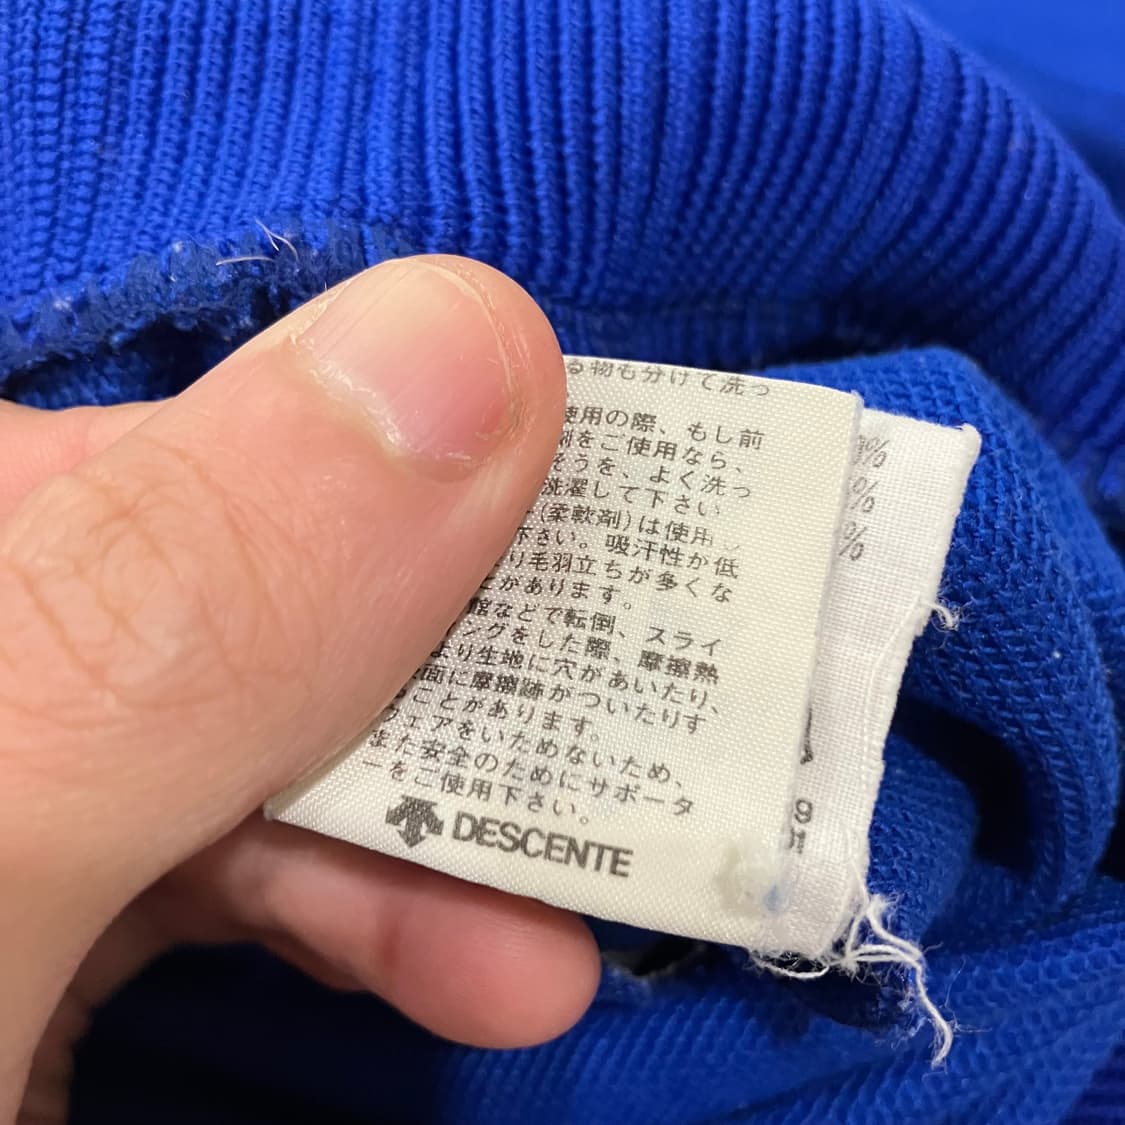 る物も分けて洗っ
使用の際、もし前
剤をご使用なら、
そうを、よく洗っ
洗濯して下さい
(柔軟剤)は使用
下さい。吸汗性が低
り毛羽立ちが多くな
とがあります。
館などで転倒、スライ
ィングをした際、摩擦熱
より生地に穴があいたり、
面に摩擦跡がついたりす
ることがあります。
ウェアをいためないため、
また安全のためにサポータ
ーをご使用下さい。
DESCENTE
%
%
%